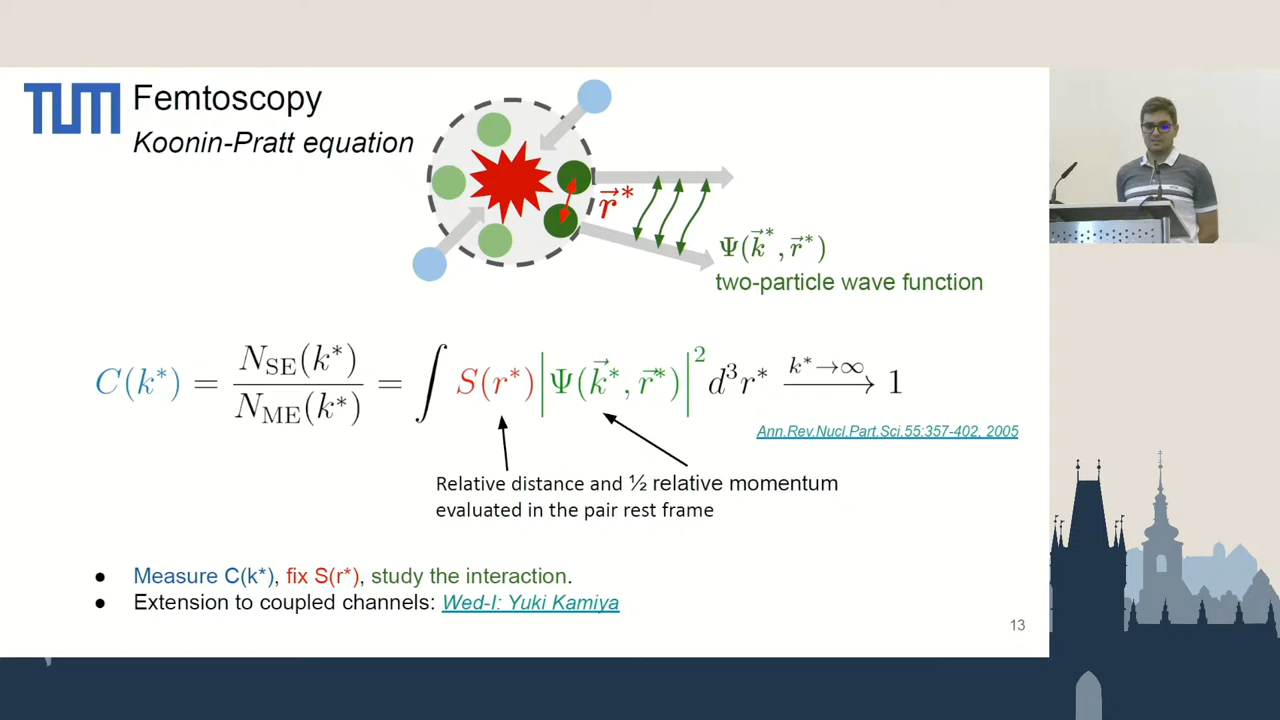 TUM
Femtoscopy
Koonin-Pratt equation
r⃗*
Ψ(k⃗*, r⃗*)
two-particle wave function
C(k*) = N_SE(k*) / N_ME(k*) = ∫ S(r*) |Ψ(k⃗*, r⃗*)|² d³r* —k*→∞→ 1
Ann.Rev.Nucl.Part.Sci.55:357-402, 2005
Relative distance and ½ relative momentum
evaluated in the pair rest frame
● Measure C(k*), fix S(r*), study the interaction.
● Extension to coupled channels: Wed-I: Yuki Kamiya
13